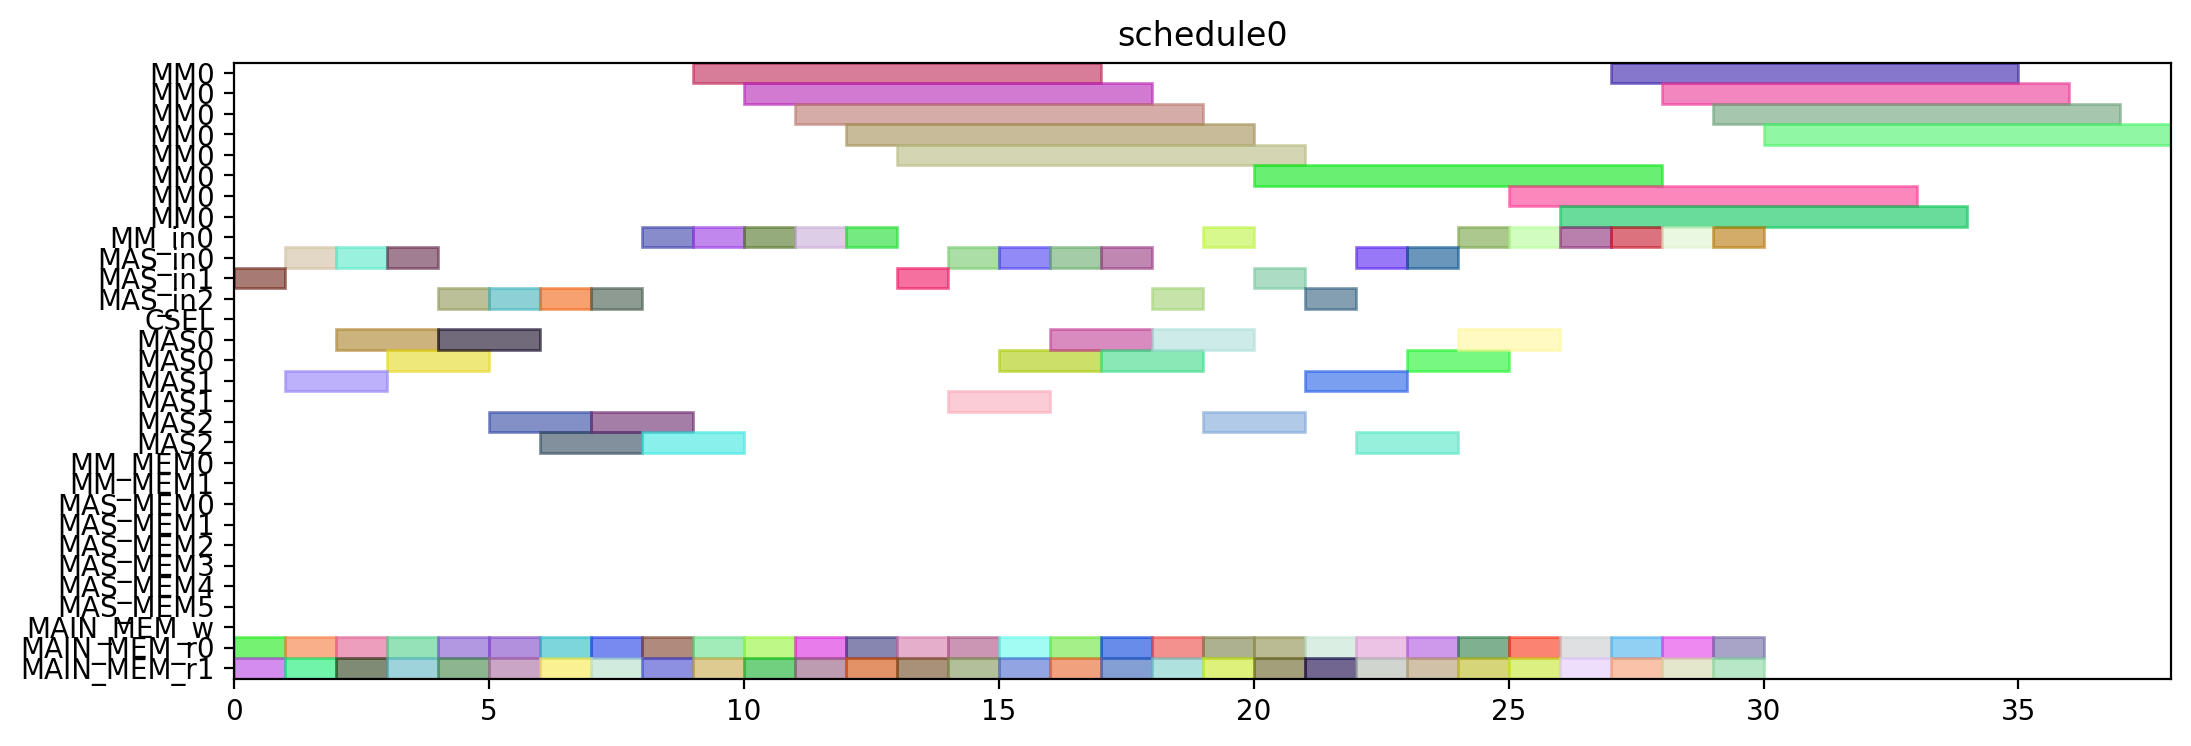 schedule0
MM0
MM0
MM0
MM0
MM0
MM0
MM0
MM0
MM_in0
MAS_in0
MAS_in1
MAS_in2
CSEL
MAS0
MAS0
MAS1
MAS1
MAS2
MAS2
MM_MEM0
MM_MEM1
MAS_MEM0
MAS_MEM1
MAS_MEM2
MAS_MEM3
MAS_MEM4
MAS_MEM5
MAIN_MEM_w
MAIN_MEM_r0
MAIN_MEM_r1
0 5 10 15 20 25 30 35